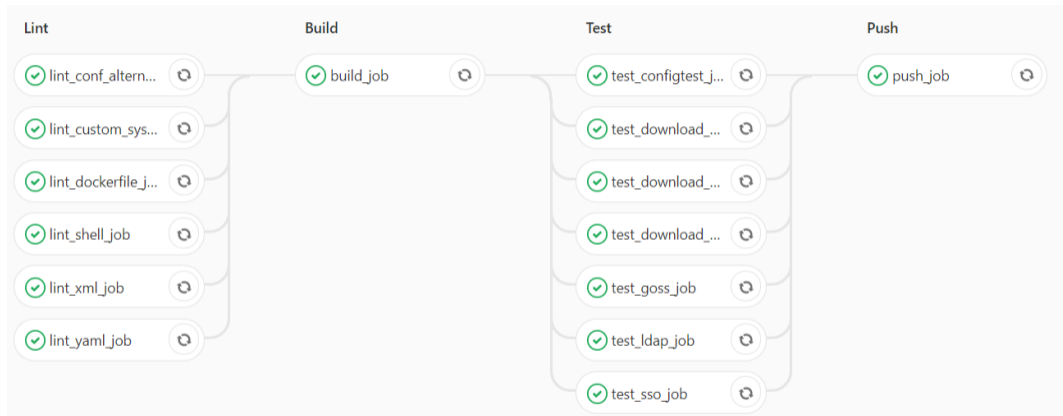 Lint
Build
Test
Push
lint_conf_altern...
lint_custom_sys...
lint_dockerfile_j...
lint_shell_job
lint_xml_job
lint_yaml_job
build_job
test_configtest_j...
test_download_...
test_download_...
test_download_...
test_goss_job
test_ldap_job
test_sso_job
push_job